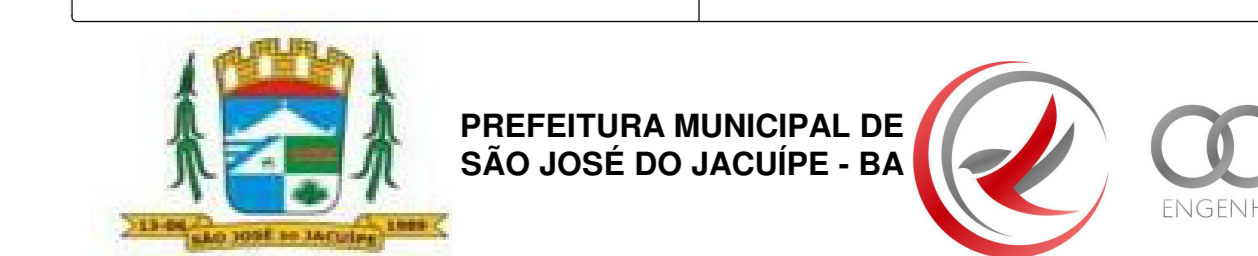 PREFEITURA MUNICIPAL DE
SÃO JOSÉ DO JACUÍPE - BA
13-06
SÃO JOSÉ DO JACUÍPE
1989
ENGENH